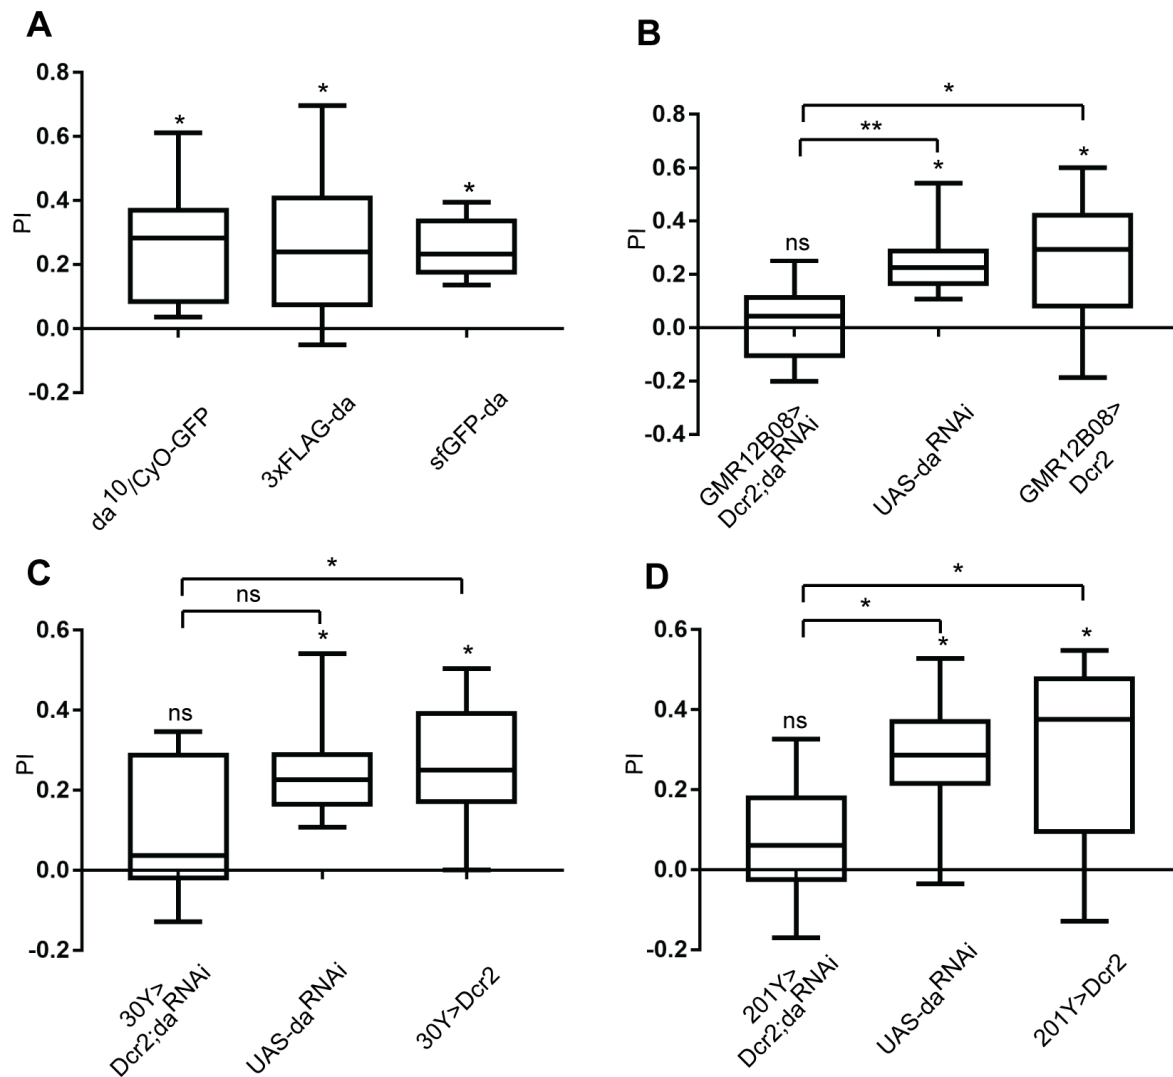 A
0.8
0.6
0.4
0.2
0.0
-0.2
PI
*
*
*
da10/CyO-GFP
3xFLAG-da
sfGFP-da
B
0.8
0.6
0.4
0.2
0.0
-0.2
-0.4
PI
*
**
ns
*
*
GMR12B08>
Dcr2;daRNAi
UAS-daRNAi
GMR12B08>
Dcr2
C
0.6
0.4
0.2
0.0
-0.2
PI
*
ns
ns
*
*
30Y>
Dcr2;daRNAi
UAS-daRNAi
30Y>Dcr2
D
0.6
0.4
0.2
0.0
-0.2
PI
*
*
ns
*
*
201Y>
Dcr2;daRNAi
UAS-daRNAi
201Y>Dcr2